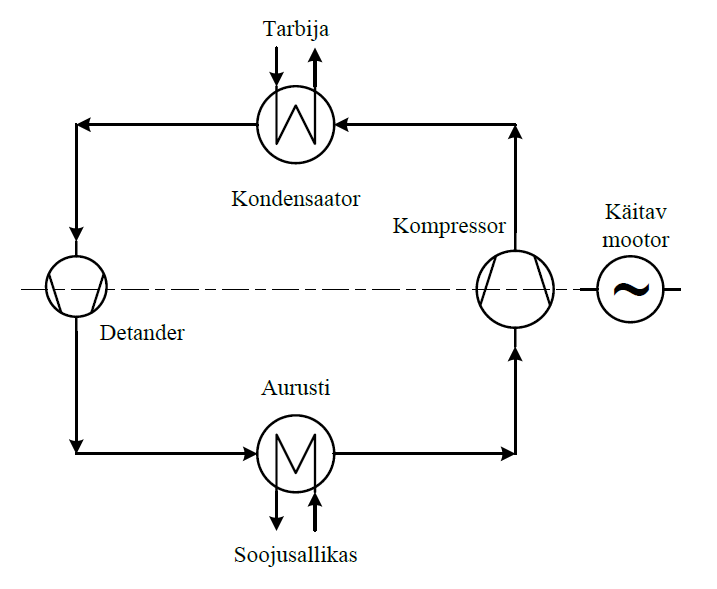 Tarbija
Kondensaator
Kompressor
Käitav
mootor
~
Detander
Aurusti
Soojusallikas